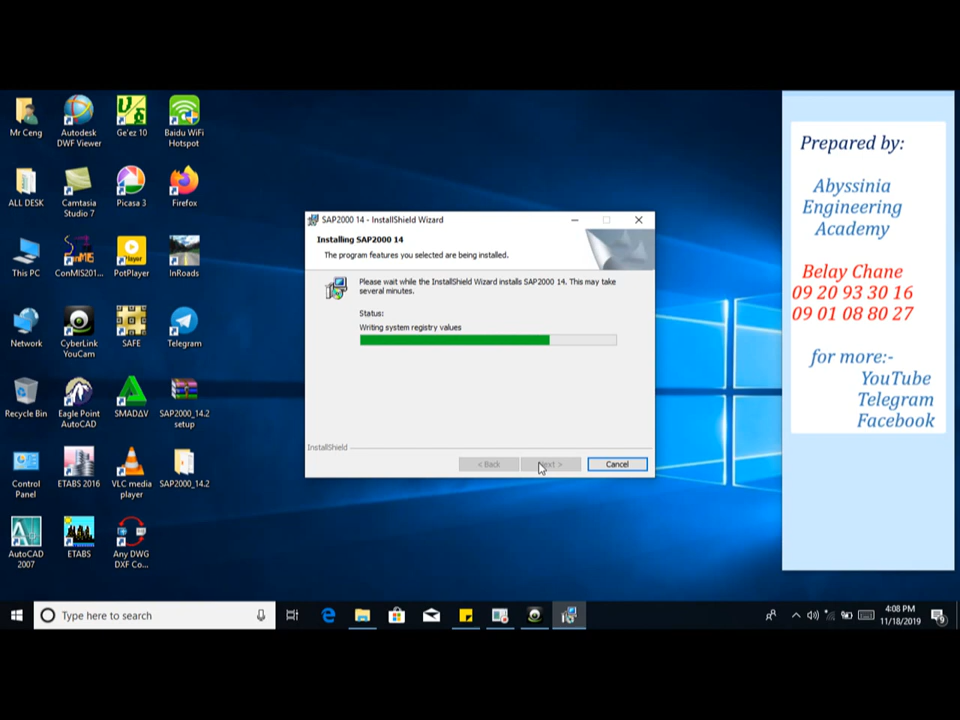 Mr Ceng
Autodesk
DWF Viewer
Ge'ez 10
Baidu WiFi
Hotspot
ALL DESK
Camtasia
Studio 7
Picasa 3
Firefox
This PC
ConMIS201...
PotPlayer
InRoads
Network
CyberLink
YouCam
SAFE
Telegram
Recycle Bin
Eagle Point
AutoCAD
SMADΔV
SAP2000_14.2
setup
Control
Panel
ETABS 2016
VLC media
player
SAP2000_14.2
AutoCAD
2007
ETABS
Any DWG
DXF Co...
SAP2000 14 - InstallShield Wizard
Installing SAP2000 14
The program features you selected are being installed.
Please wait while the InstallShield Wizard installs SAP2000 14. This may take
several minutes.
Status:
Writing system registry values
InstallShield
< Back
Next >
Cancel
Prepared by:
Abyssinia
Engineering
Academy
Belay Chane
09 20 93 30 16
09 01 08 80 27
for more:-
YouTube
Telegram
Facebook
Type here to search
4:08 PM
11/18/2019